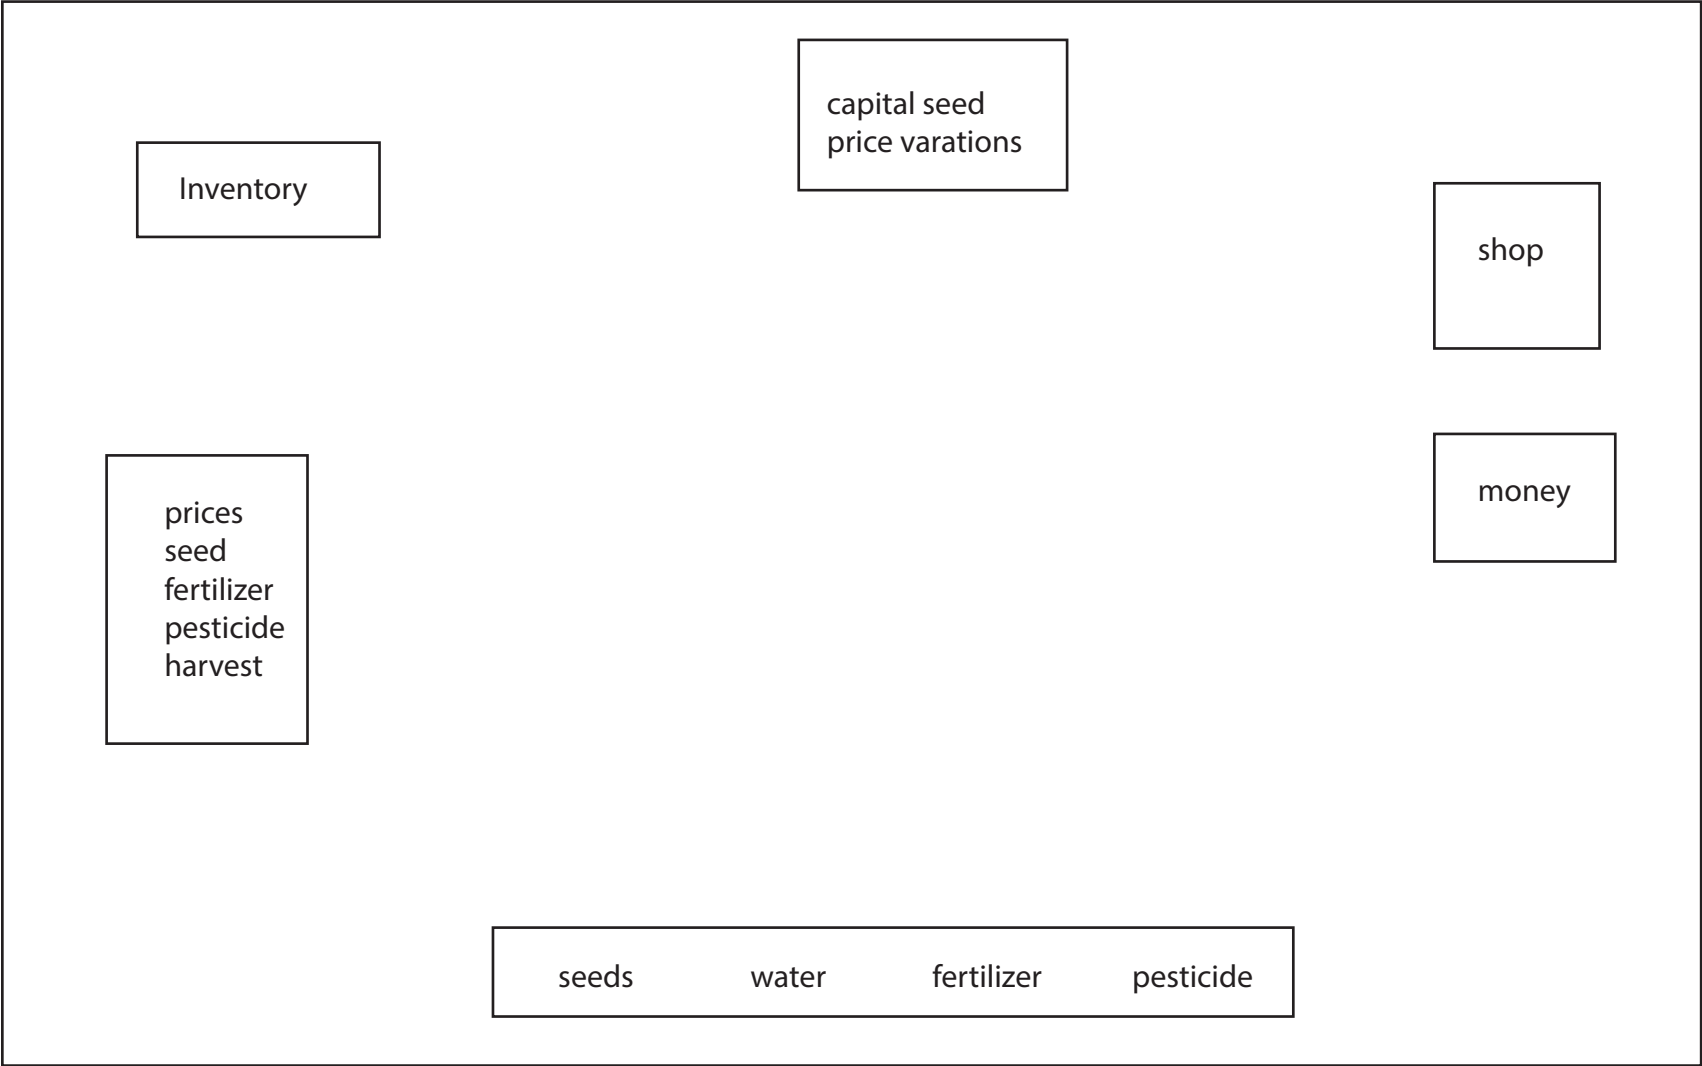 capital seed
price varations
Inventory
shop
money
prices
seed
fertilizer
pesticide
harvest
seeds water fertilizer pesticide